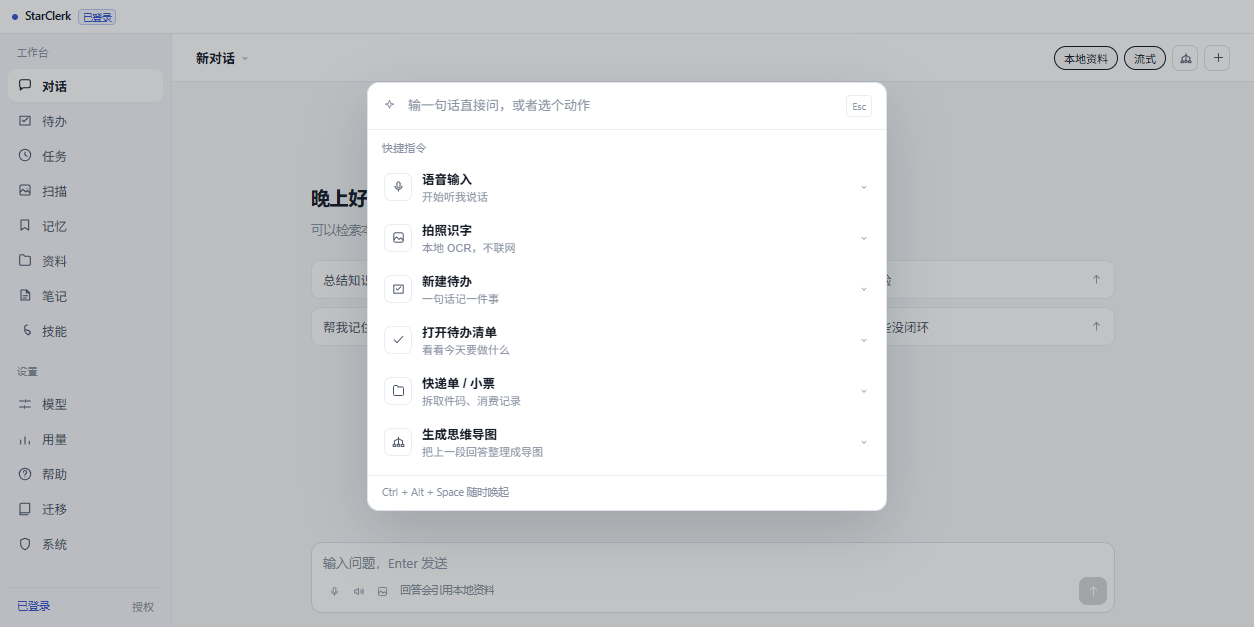 StarClerk 已登录
工作台
对话
待办
任务
扫描
记忆
资料
笔记
技能
设置
模型
用量
帮助
迁移
系统
已登录 授权
新对话
本地资料 流式
输一句话直接问，或者选个动作 Esc
快捷指令
语音输入
开始听我说话
拍照识字
本地 OCR，不联网
新建待办
一句话记一件事
打开待办清单
看看今天要做什么
快递单 / 小票
拆取件码、消费记录
生成思维导图
把上一段回答整理成导图
Ctrl + Alt + Space 随时唤起
晚上好
可以检索
总结知
帮我记
没闭环
输入问题，Enter 发送
回答会引用本地资料